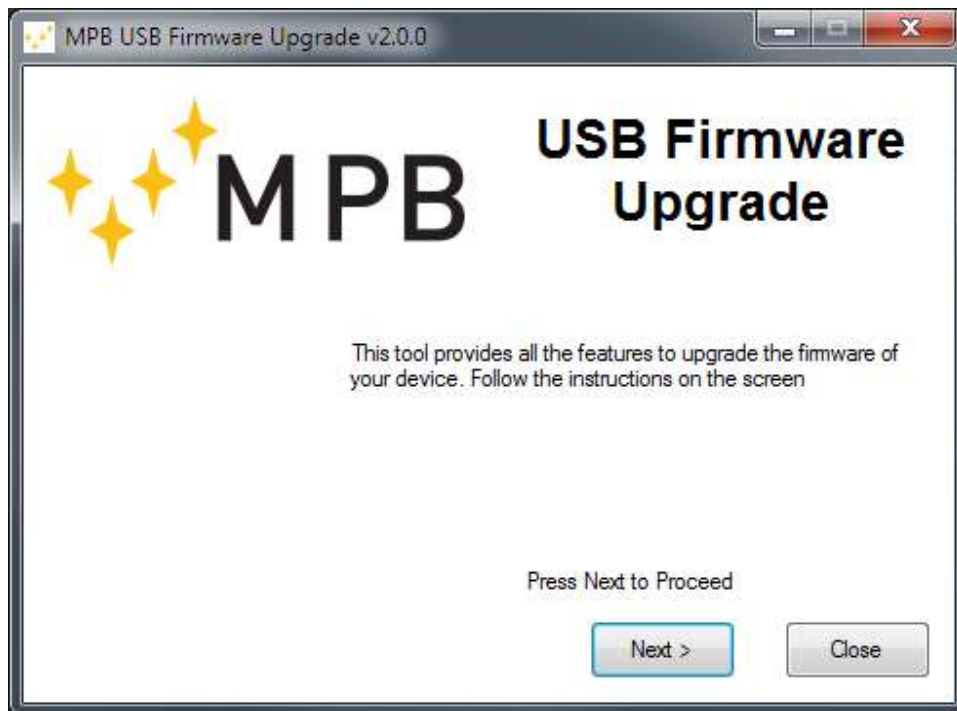 MPB USB Firmware Upgrade v2.0.0
MPB
USB Firmware
Upgrade
This tool provides all the features to upgrade the firmware of
your device. Follow the instructions on the screen
Press Next to Proceed
Next >
Close